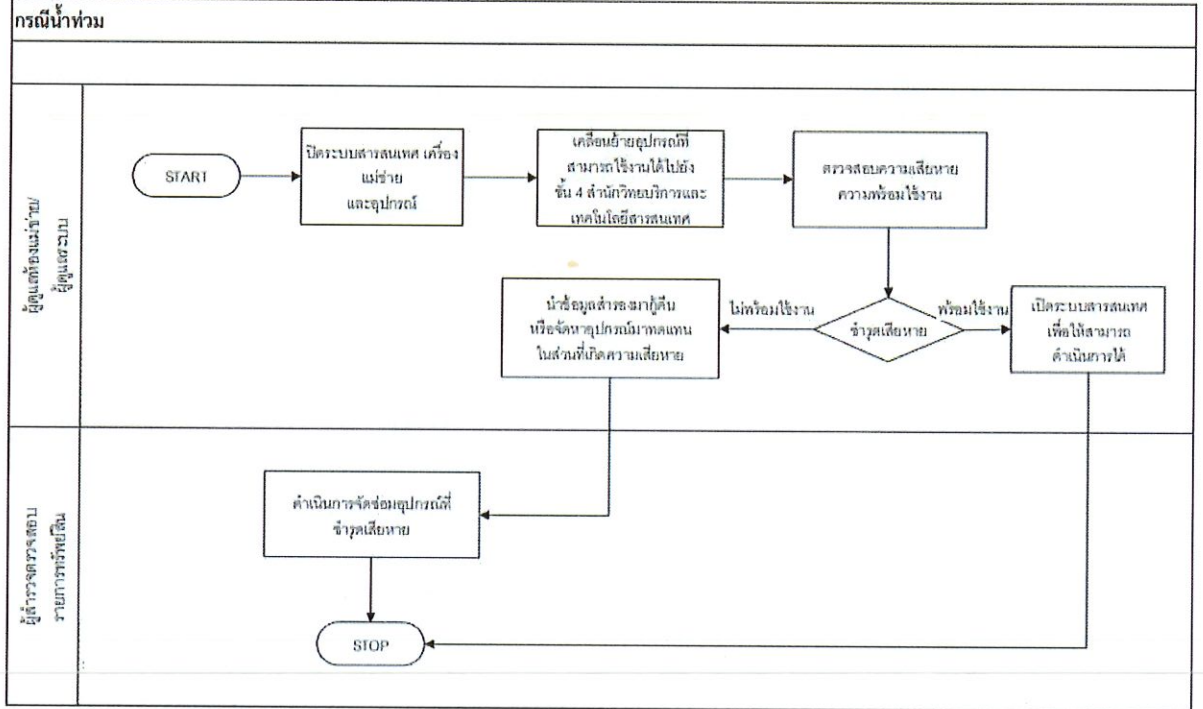 กรณีน้ำท่วม
ผู้ดูแลห้องแม่ข่าย/
ผู้ดูแลระบบ
START
ปิดระบบสารสนเทศ เครื่อง
แม่ข่าย
และอุปกรณ์
เคลื่อนย้ายอุปกรณ์ที่
สามารถใช้งานได้ไปยัง
ชั้น 4 สำนักวิทยบริการและ
เทคโนโลยีสารสนเทศ
ตรวจสอบความเสียหาย
ความพร้อมใช้งาน
นำข้อมูลสำรองมากู้คืน
หรือจัดหาอุปกรณ์มาทดแทน
ในส่วนที่เกิดความเสียหาย
ไม่พร้อมใช้งาน
ชำรุดเสียหาย
พร้อมใช้งาน
เปิดระบบสารสนเทศ
เพื่อให้สามารถ
ดำเนินการได้
ผู้สำรวจตรวจสอบ
รายการทรัพย์สิน
ดำเนินการจัดซ่อมอุปกรณ์ที่
ชำรุดเสียหาย
STOP